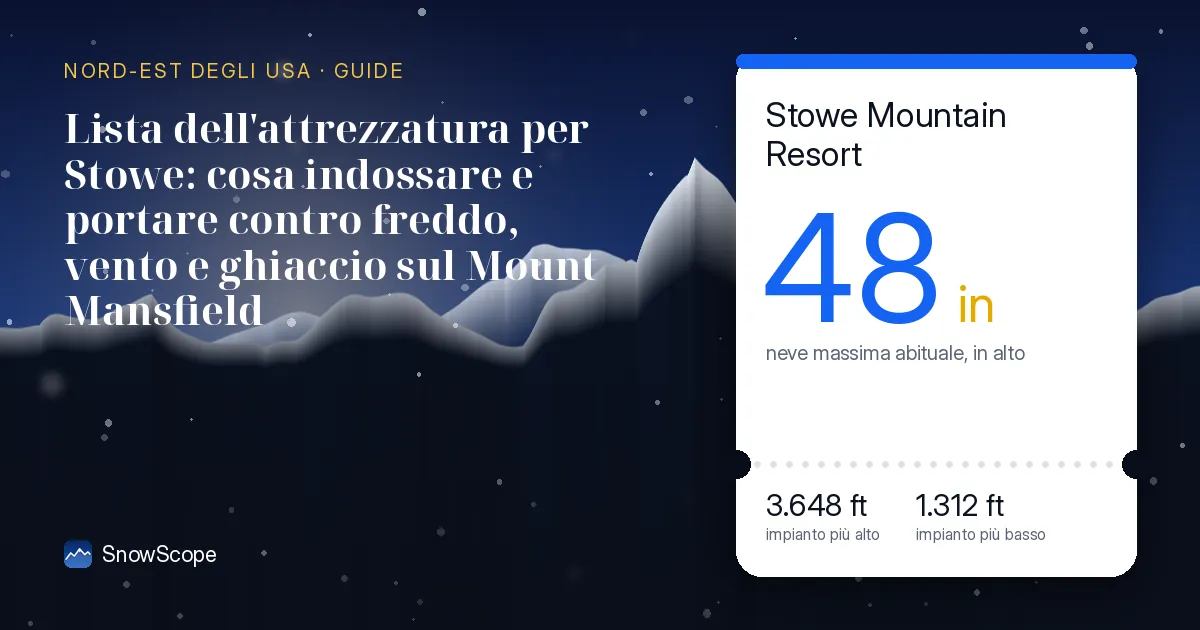 NORD-EST DEGLI USA · GUIDE
Lista dell'attrezzatura per
Stowe: cosa indossare e
portare contro freddo,
vento e ghiaccio sul Mount
Mansfield
SnowScope
Stowe Mountain
Resort
48 in
neve massima abituale, in alto
3.648 ft
impianto più alto
1.312 ft
impianto più basso